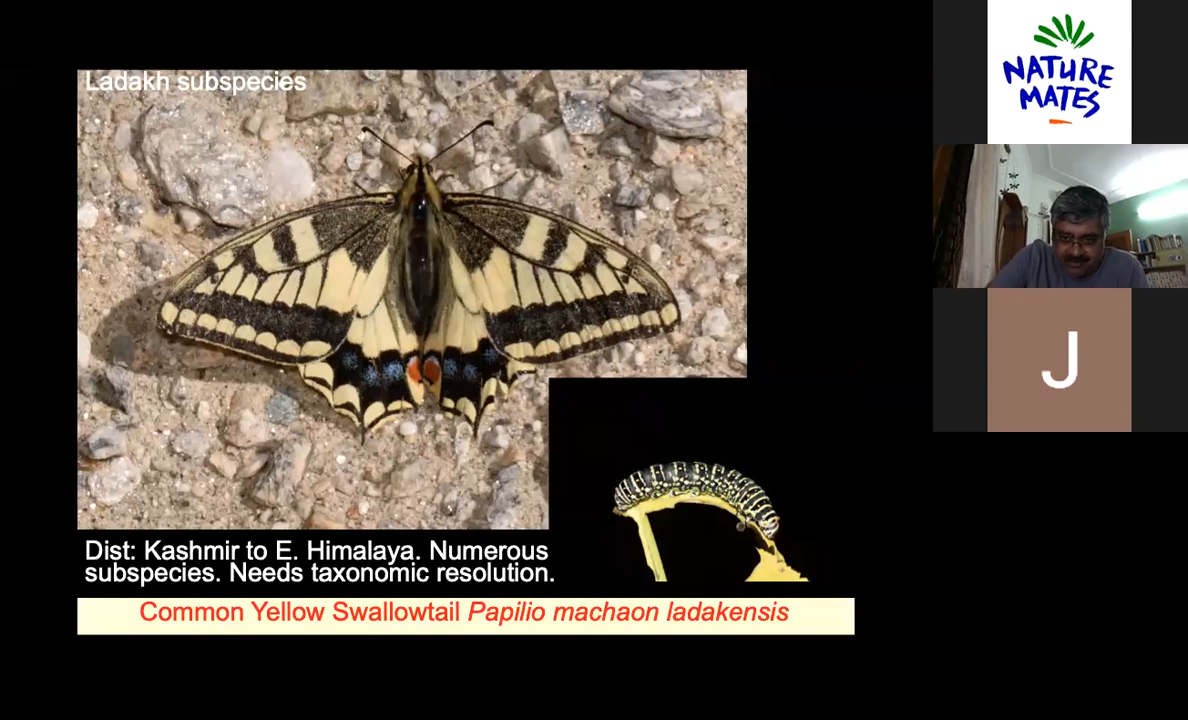 Ladakh subspecies
NATURE
MATES
J
Dist: Kashmir to E. Himalaya. Numerous
subspecies. Needs taxonomic resolution.
Common Yellow Swallowtail Papilio machaon ladakensis